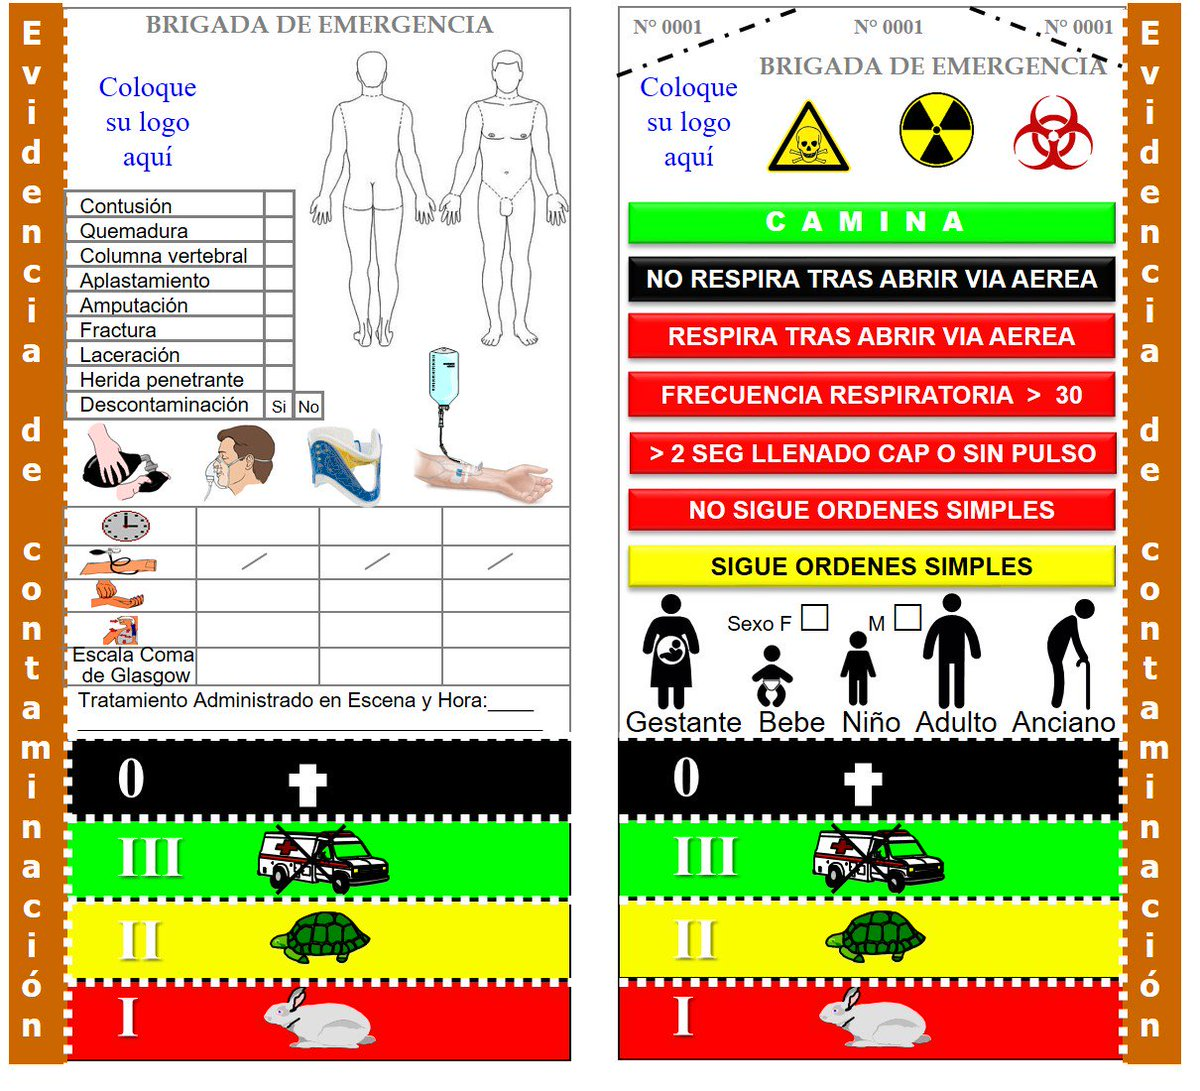 Evidencia de contaminación
BRIGADA DE EMERGENCIA
Coloque
su logo
aquí
Contusión
Quemadura
Columna vertebral
Aplastamiento
Amputación
Fractura
Laceración
Herida penetrante
Descontaminación Si No
Escala Coma
de Glasgow
Tratamiento Administrado en Escena y Hora:____
0
III
II
I
N° 0001 N° 0001 N° 0001
BRIGADA DE EMERGENCIA
Coloque
su logo
aquí
CAMINA
NO RESPIRA TRAS ABRIR VIA AEREA
RESPIRA TRAS ABRIR VIA AEREA
FRECUENCIA RESPIRATORIA > 30
> 2 SEG LLENADO CAP O SIN PULSO
NO SIGUE ORDENES SIMPLES
SIGUE ORDENES SIMPLES
Sexo F M
Gestante Bebe Niño Adulto Anciano
0
III
II
I
Evidencia de contaminación